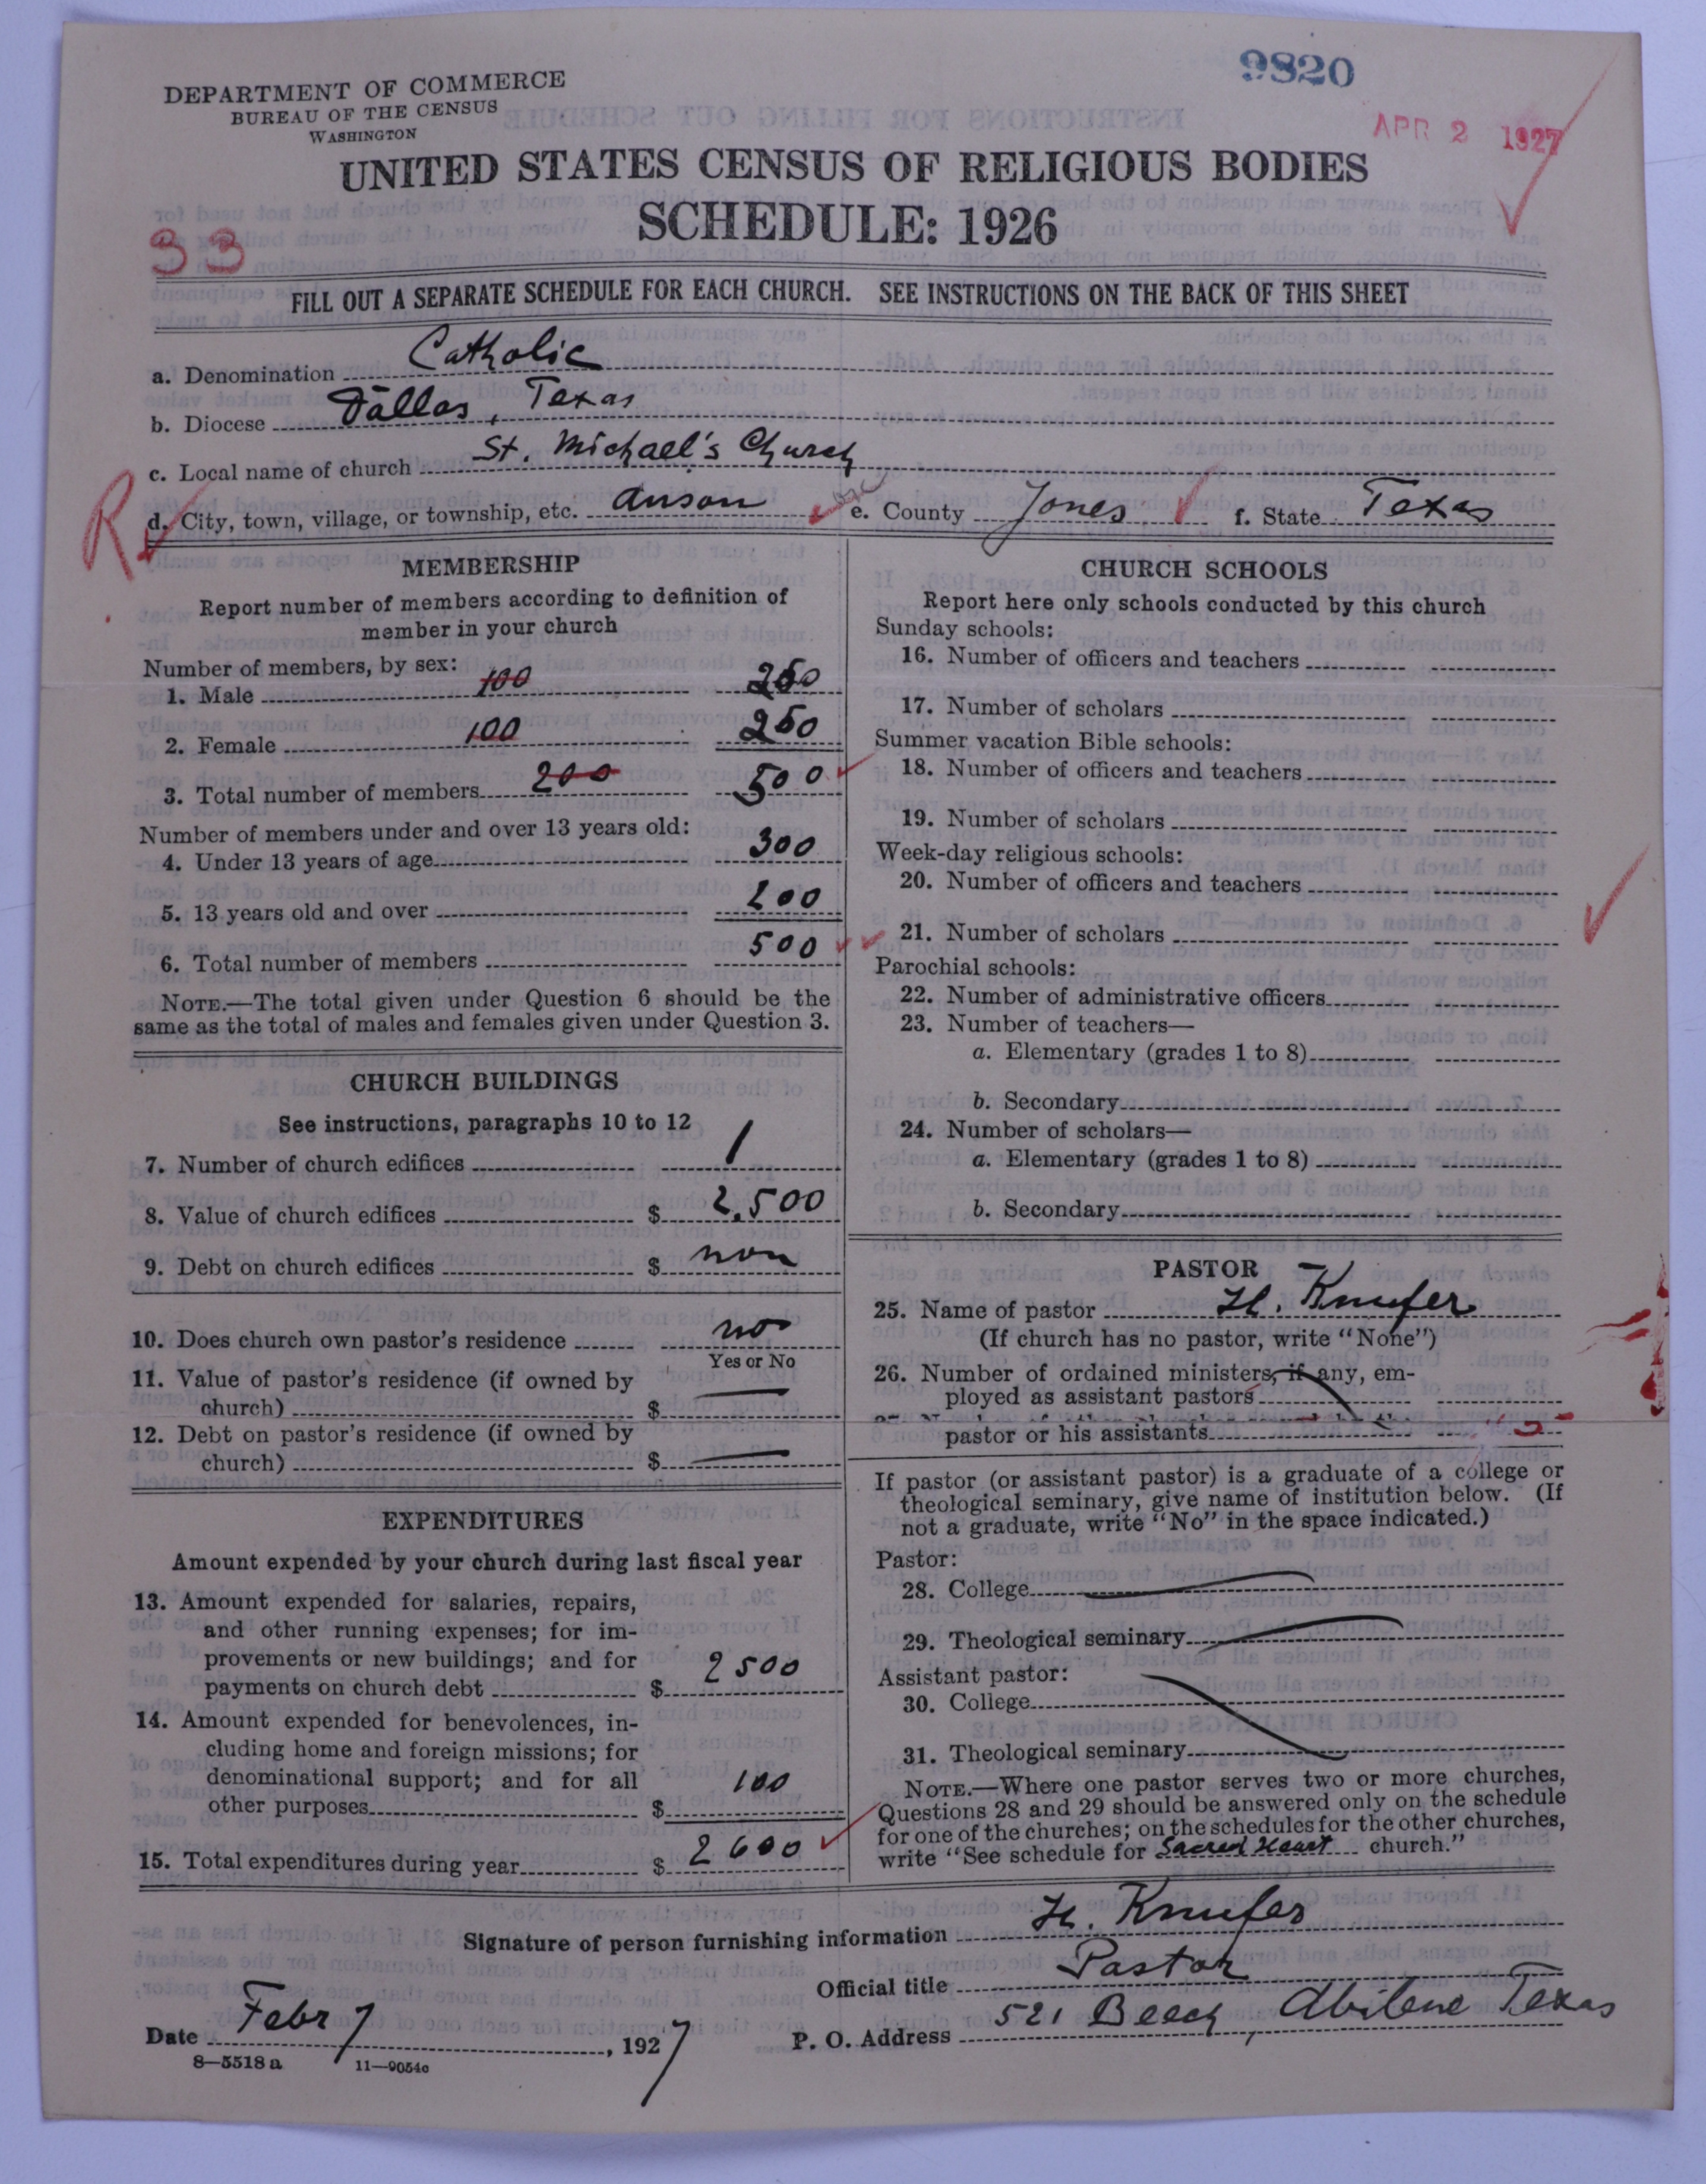 9820
DEPARTMENT OF COMMERCE
BUREAU OF THE CENSUS
WASHINGTON
APR 2 1927
UNITED STATES CENSUS OF RELIGIOUS BODIES
SCHEDULE: 1926
33
FILL OUT A SEPARATE SCHEDULE FOR EACH CHURCH. SEE INSTRUCTIONS ON THE BACK OF THIS SHEET
a. Denomination Catholic
b. Diocese Dallas, Texas
c. Local name of church St. Michael's Church
R d. City, town, village, or township, etc. Anson e. County Jones f. State Texas
MEMBERSHIP
Report number of members according to definition of
member in your church
Number of members, by sex:
1. Male 100 250
2. Female 100 250
3. Total number of members 200 500
Number of members under and over 13 years old:
4. Under 13 years of age 300
5. 13 years old and over 200
6. Total number of members 500
NOTE.—The total given under Question 6 should be the
same as the total of males and females given under Question 3.
CHURCH BUILDINGS
See instructions, paragraphs 10 to 12
7. Number of church edifices 1
8. Value of church edifices $ 2,500
9. Debt on church edifices $ non
10. Does church own pastor's residence no
Yes or No
11. Value of pastor's residence (if owned by
church) $ —
12. Debt on pastor's residence (if owned by
church) $ —
EXPENDITURES
Amount expended by your church during last fiscal year
13. Amount expended for salaries, repairs,
and other running expenses; for im-
provements or new buildings; and for
payments on church debt $ 2500
14. Amount expended for benevolences, in-
cluding home and foreign missions; for
denominational support; and for all
other purposes $ 100
15. Total expenditures during year $ 2600
CHURCH SCHOOLS
Report here only schools conducted by this church
Sunday schools:
16. Number of officers and teachers
17. Number of scholars
Summer vacation Bible schools:
18. Number of officers and teachers
19. Number of scholars
Week-day religious schools:
20. Number of officers and teachers
21. Number of scholars
Parochial schools:
22. Number of administrative officers
23. Number of teachers—
a. Elementary (grades 1 to 8)
b. Secondary
24. Number of scholars—
a. Elementary (grades 1 to 8)
b. Secondary
PASTOR
25. Name of pastor H. Knufer
(If church has no pastor, write "None")
26. Number of ordained ministers, if any, em-
ployed as assistant pastors
pastor or his assistants
If pastor (or assistant pastor) is a graduate of a college or
theological seminary, give name of institution below. (If
not a graduate, write "No" in the space indicated.)
Pastor:
28. College
29. Theological seminary
Assistant pastor:
30. College
31. Theological seminary
NOTE.—Where one pastor serves two or more churches,
Questions 28 and 29 should be answered only on the schedule
for one of the churches; on the schedules for the other churches,
write "See schedule for Sacred Heart church."
Signature of person furnishing information H. Knufer
Official title Pastor
Date Febr 7, 1927 P. O. Address 521 Beech, Abilene Texas
8—5518 a 11—9054c